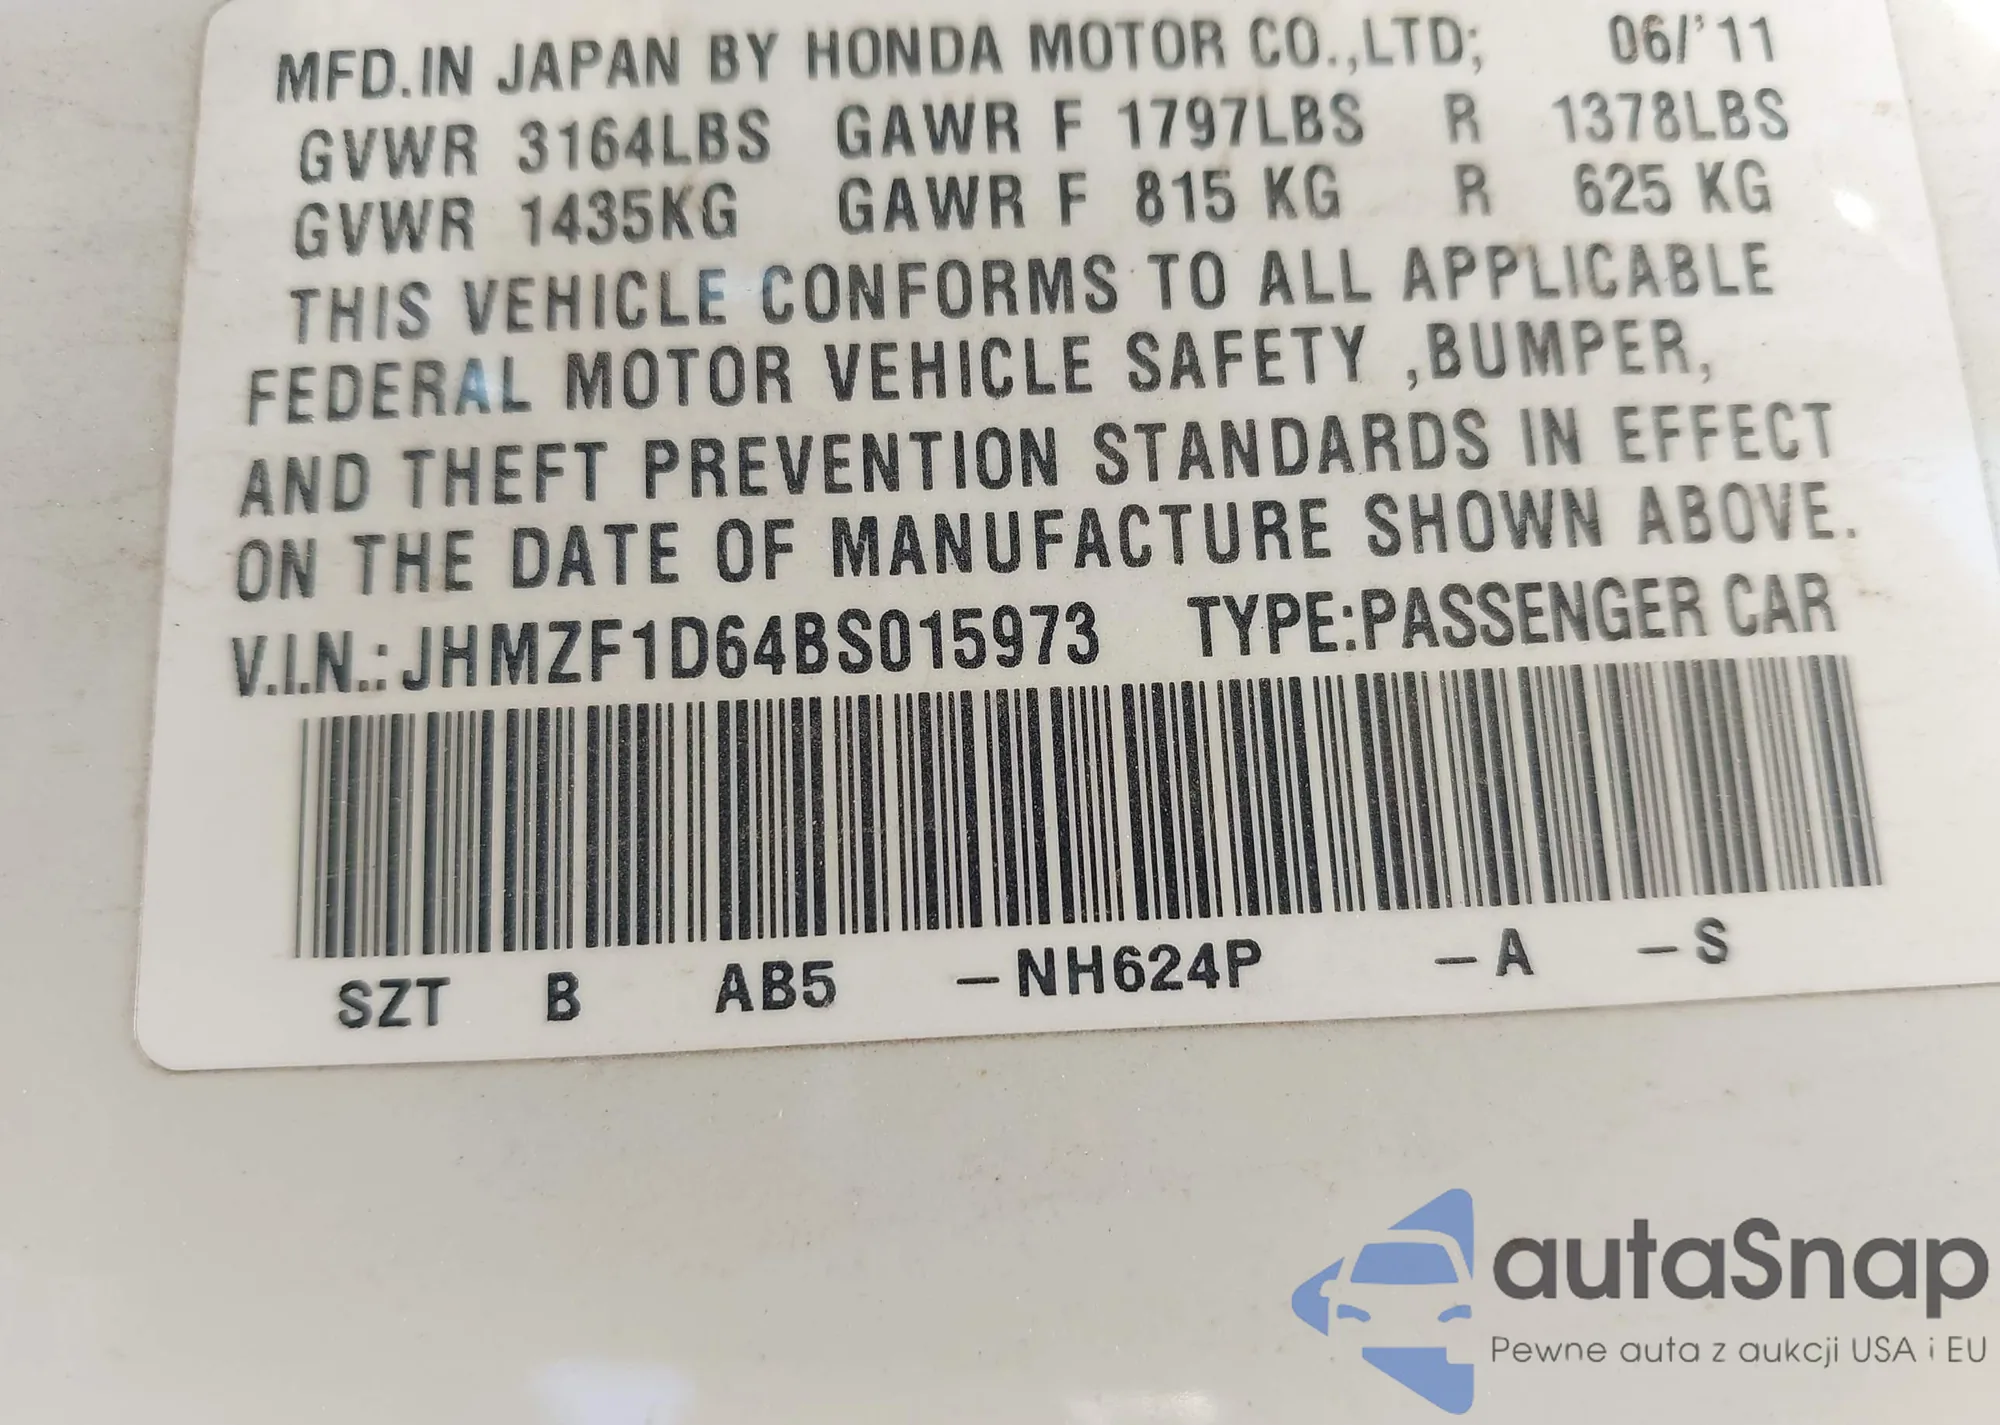 MFD.IN JAPAN BY HONDA MOTOR CO.,LTD; 06/'11
GVWR 3164LBS GAWR F 1797LBS R 1378LBS
GVWR 1435KG GAWR F 815 KG R 625 KG
THIS VEHICLE CONFORMS TO ALL APPLICABLE
FEDERAL MOTOR VEHICLE SAFETY ,BUMPER,
AND THEFT PREVENTION STANDARDS IN EFFECT
ON THE DATE OF MANUFACTURE SHOWN ABOVE.
V.I.N.: JHMZF1D64BS015973 TYPE:PASSENGER CAR
SZT B AB5 –NH624P –A –S
autaSnap
Pewne auta z aukcji USA i EU